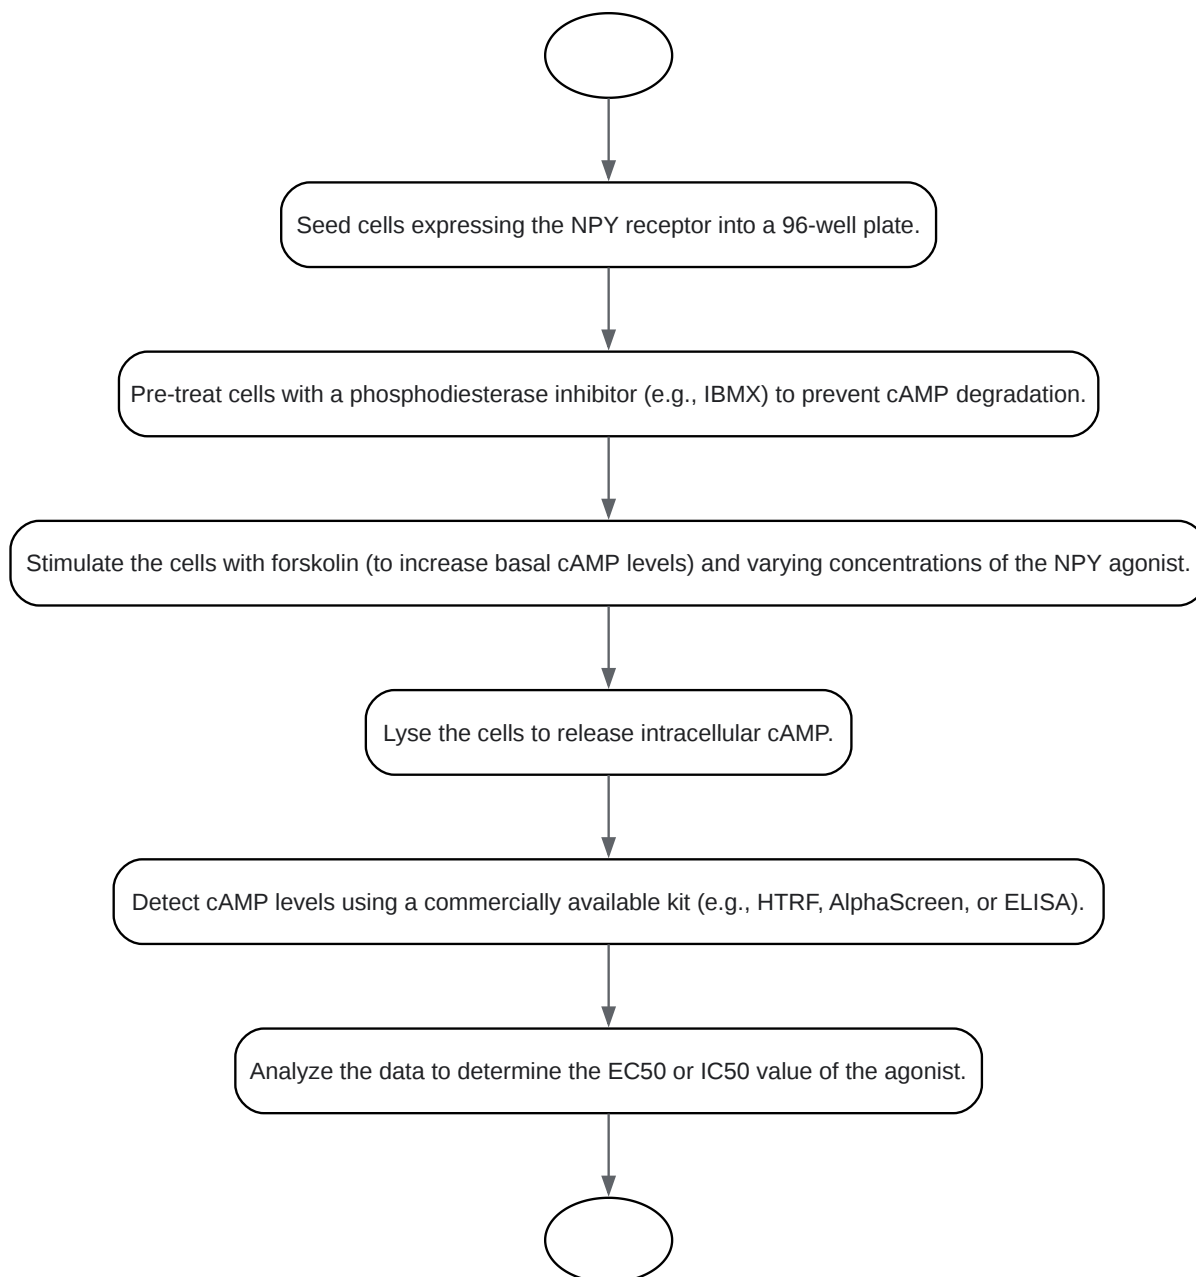 Seed cells expressing the NPY receptor into a 96-well plate.
Pre-treat cells with a phosphodiesterase inhibitor (e.g., IBMX) to prevent cAMP degradation.
Stimulate the cells with forskolin (to increase basal cAMP levels) and varying concentrations of the NPY agonist.
Lyse the cells to release intracellular cAMP.
Detect cAMP levels using a commercially available kit (e.g., HTRF, AlphaScreen, or ELISA).
Analyze the data to determine the EC50 or IC50 value of the agonist.